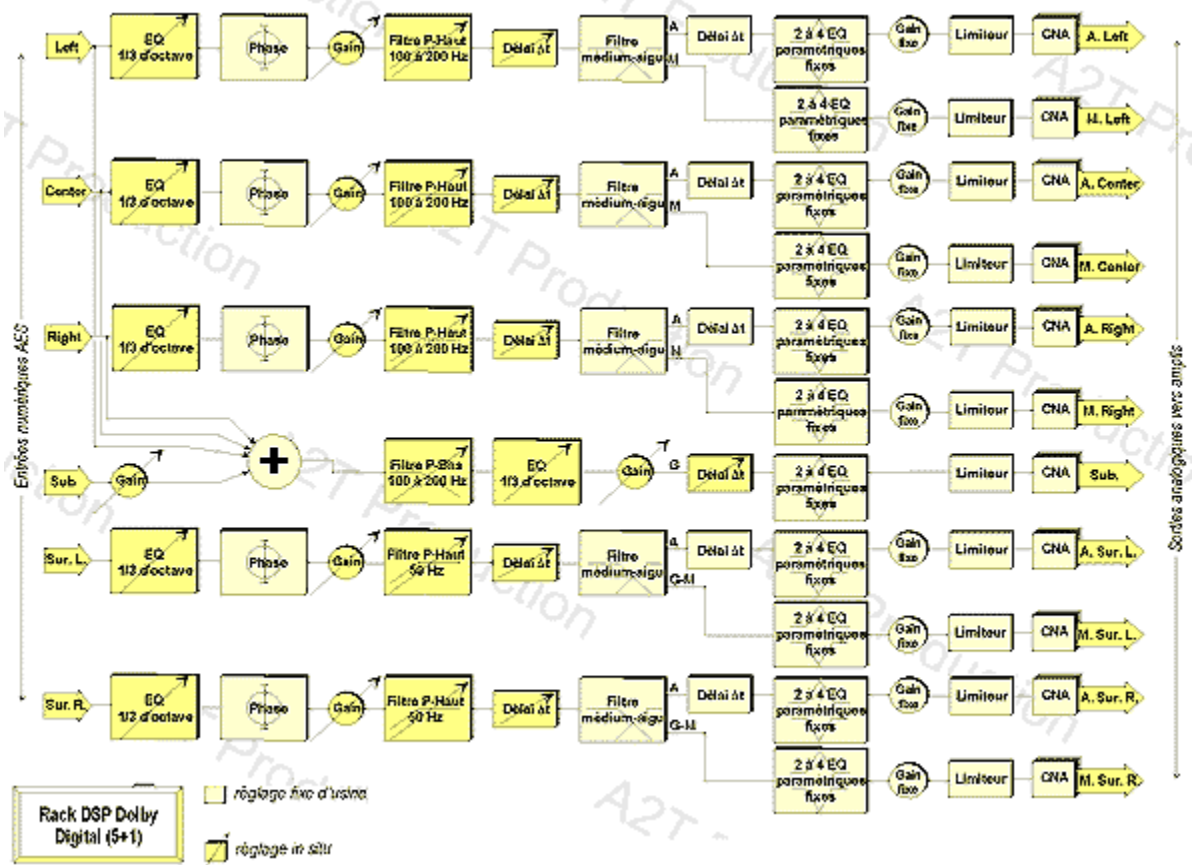 Left
EQ
1/3 d'octave
Phase
Gain
Filtre P-Haut
100 à 200 Hz
Délai Δt
Filtre
médium-aigu
A
M
Délai Δt
2 à 4 EQ
paramétriques
fixes
Gain
fixe
Limiteur
CNA
A. Left
2 à 4 EQ
paramétriques
fixes
Gain
fixe
Limiteur
CNA
M. Left
Center
EQ
1/3 d'octave
Phase
Gain
Filtre P-Haut
100 à 200 Hz
Délai Δt
Filtre
médium-aigu
A
M
Délai Δt
2 à 4 EQ
paramétriques
fixes
Gain
fixe
Limiteur
CNA
A. Center
2 à 4 EQ
paramétriques
fixes
Gain
fixe
Limiteur
CNA
M. Center
Right
EQ
1/3 d'octave
Phase
Gain
Filtre P-Haut
100 à 200 Hz
Délai Δt
Filtre
médium-aigu
A
M
Délai Δt
2 à 4 EQ
paramétriques
fixes
Gain
fixe
Limiteur
CNA
A. Right
2 à 4 EQ
paramétriques
fixes
Gain
fixe
Limiteur
CNA
M. Right
Sub
Gain
+
Filtre P-Bas
100 à 200 Hz
EQ
1/3 d'octave
Gain
G
Délai Δt
2 à 4 EQ
paramétriques
fixes
Limiteur
CNA
Sub.
Sur. L.
EQ
1/3 d'octave
Phase
Gain
Filtre P-Haut
50 Hz
Délai Δt
Filtre
médium-aigu
A
G-M
Délai Δt
2 à 4 EQ
paramétriques
fixes
Gain
fixe
Limiteur
CNA
A. Sur. L.
2 à 4 EQ
paramétriques
fixes
Gain
fixe
Limiteur
CNA
M. Sur. L.
Sur. R.
EQ
1/3 d'octave
Phase
Gain
Filtre P-Haut
50 Hz
Délai Δt
Filtre
médium-aigu
A
G-M
Délai Δt
2 à 4 EQ
paramétriques
fixes
Gain
fixe
Limiteur
CNA
A. Sur. R.
2 à 4 EQ
paramétriques
fixes
Gain
fixe
Limiteur
CNA
M. Sur. R
Entrées numériques AES
Sorties analogiques vers amplis
Rack DSP Dolby
Digital (5+1)
réglage fixe d'usine
réglage in situ
A2T Production